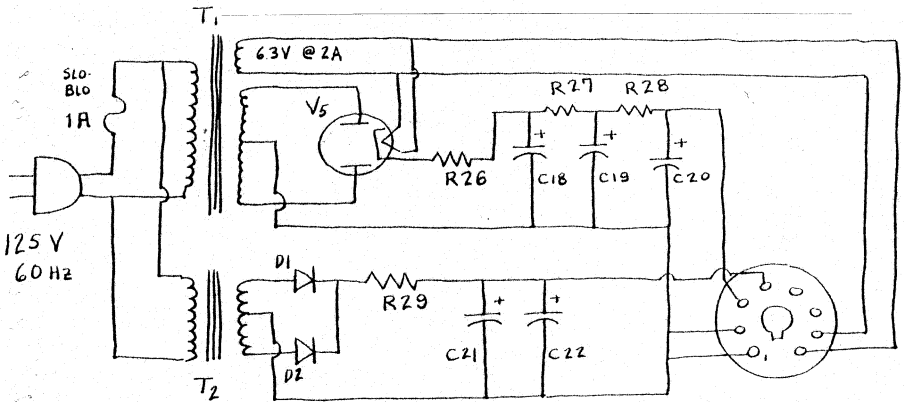 T1
SLO-
BLO
1A
6.3V @ 2A
V5
R27
R28
R26
C18
C19
C20
125 V
60 Hz
D1
R29
D2
C21
C22
T2
1